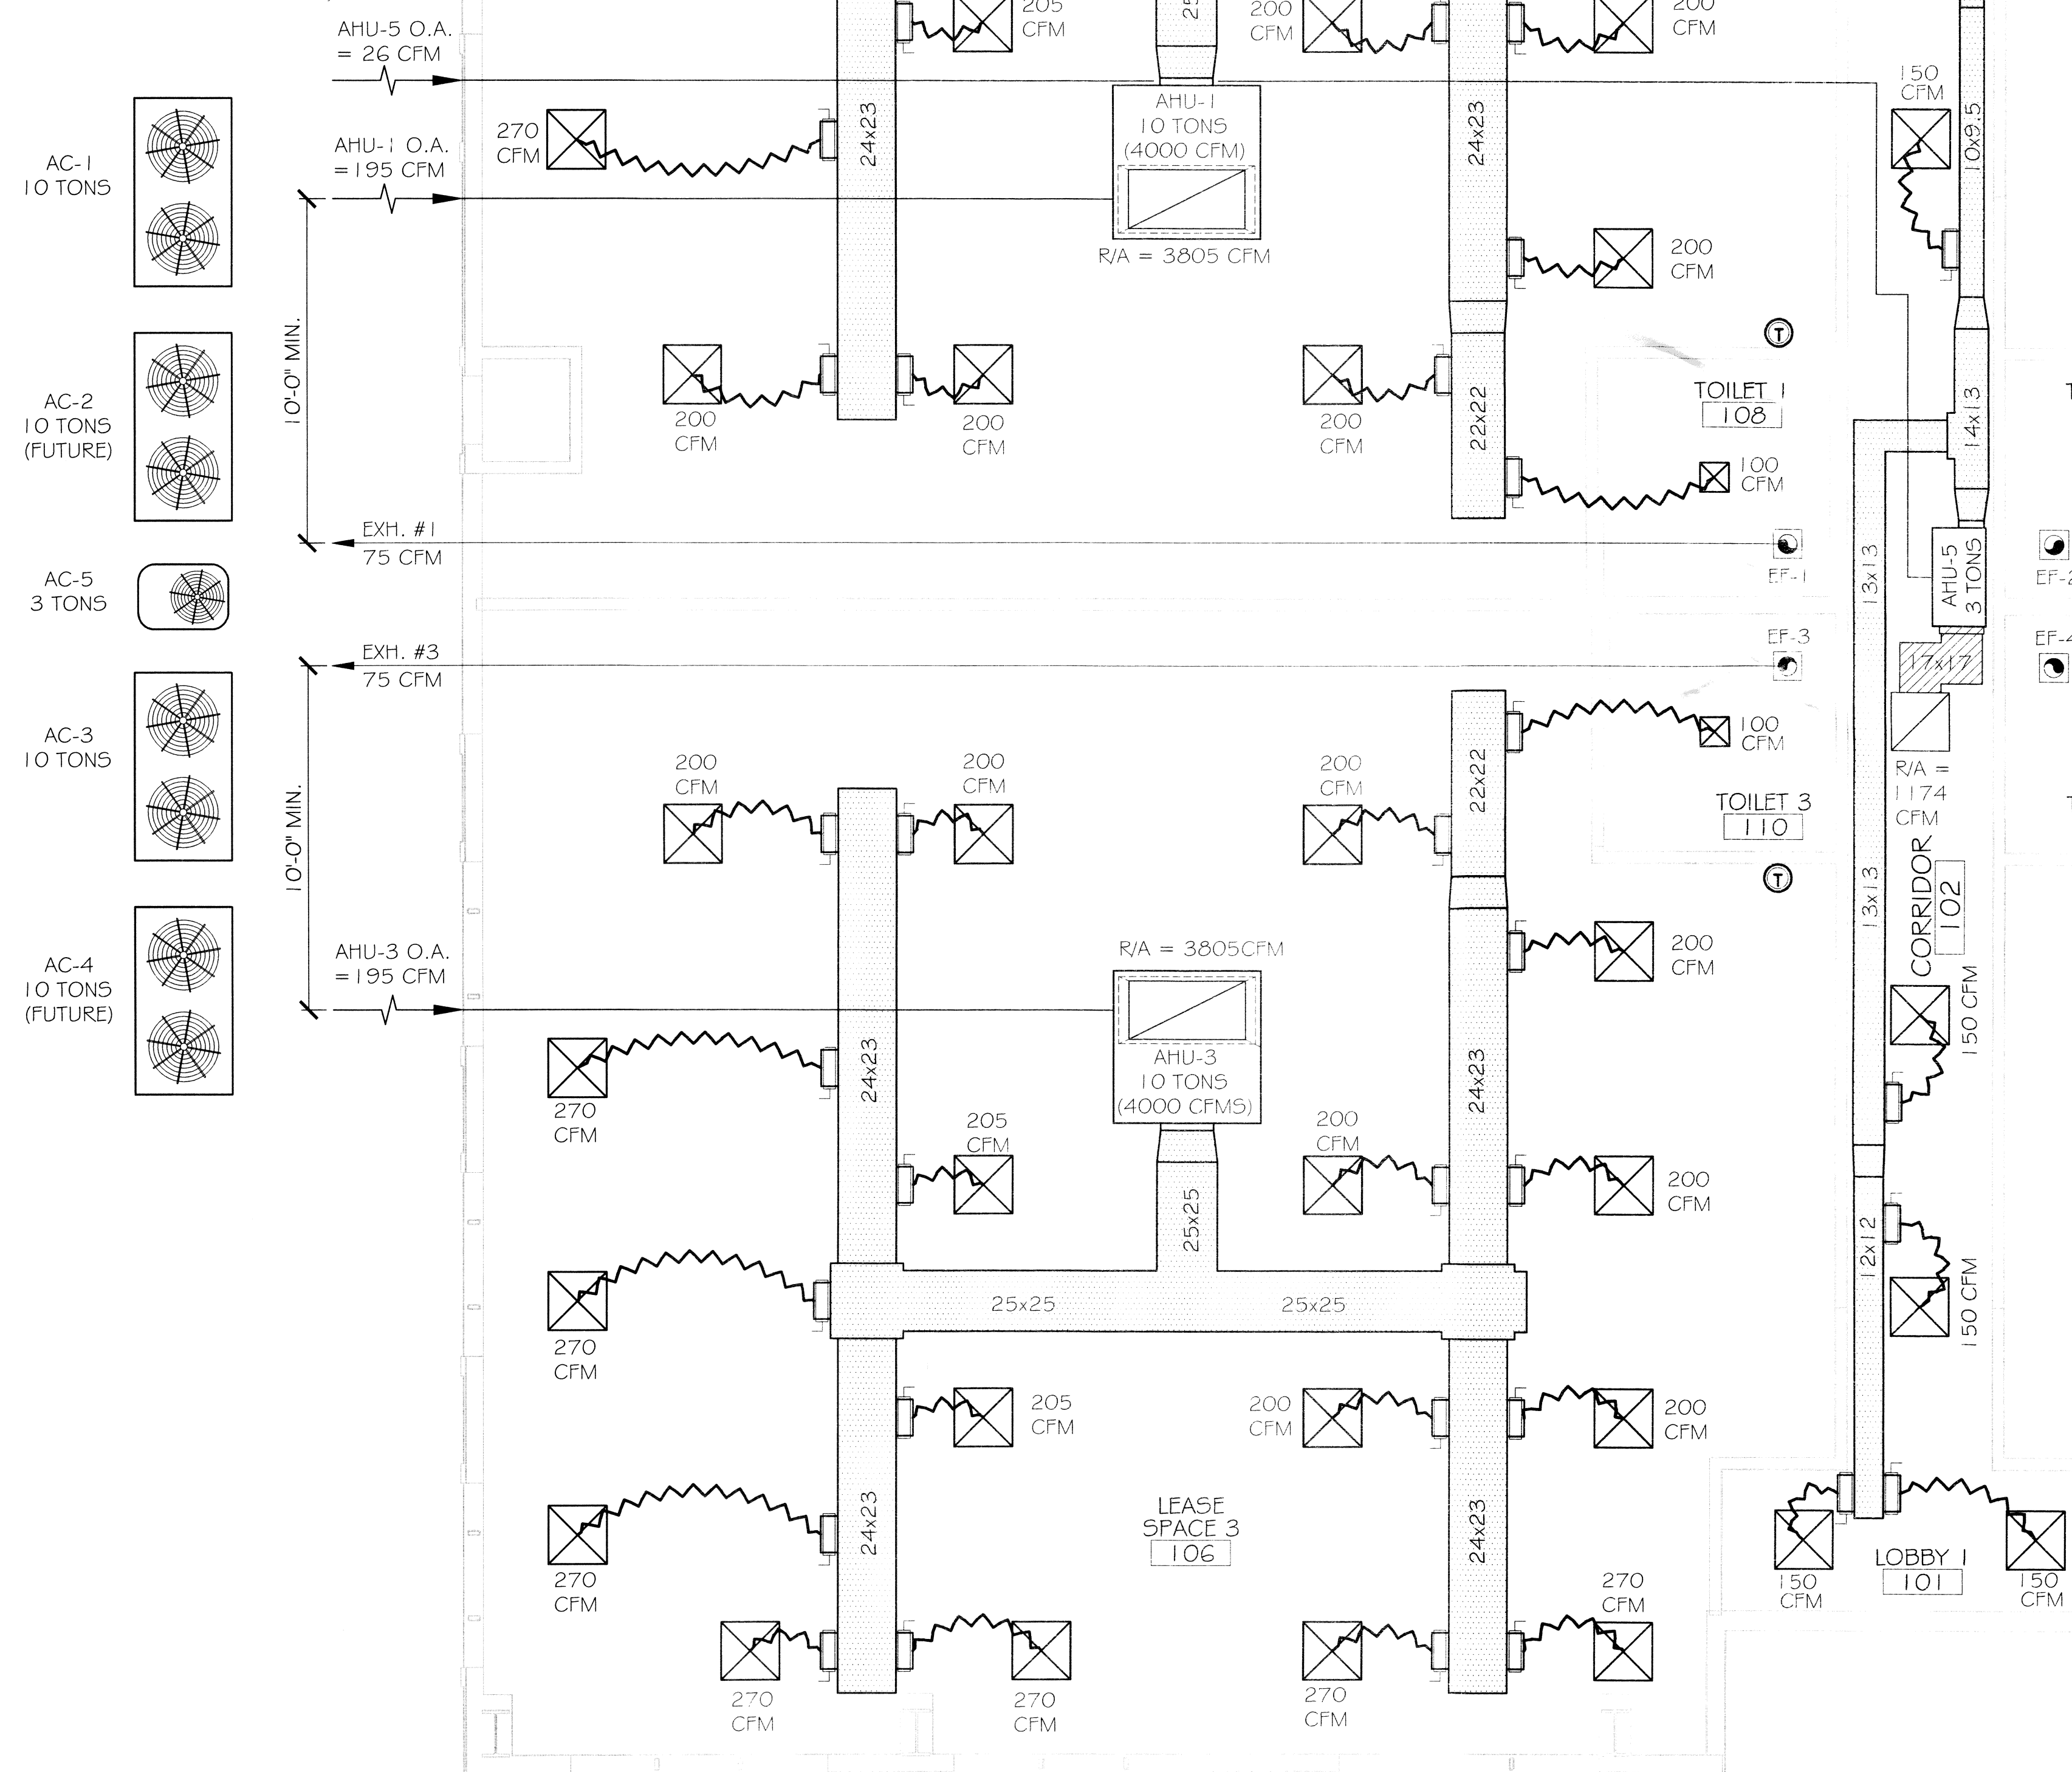 AHU-5 O.A.
= 26 CFM
205
CFM
25
200
CFM
200
CFM
AC-1
10 TONS
AHU-1 O.A.
=195 CFM
270
CFM
24x23
AHU-1
10 TONS
(4000 CFM)
R/A = 3805 CFM
24x23
200
CFM
150
CFM
10x9.5
AC-2
10 TONS
(FUTURE)
10'-0" MIN.
200
CFM
200
CFM
200
CFM
22x22
TOILET 1
108
100
CFM
14x13
EXH. #1
75 CFM
EF-1
13x13
AHU-5
3 TONS
EF-2
AC-5
3 TONS
EXH. #3
75 CFM
EF-3
17x17
EF-4
AC-3
10 TONS
10'-0" MIN.
200
CFM
200
CFM
200
CFM
22x22
100
CFM
TOILET 3
110
R/A =
1174
CFM
T
T
13x13
CORRIDOR
102
AC-4
10 TONS
(FUTURE)
AHU-3 O.A.
=195 CFM
R/A = 3805CFM
AHU-3
10 TONS
(4000 CFMS)
200
CFM
150 CFM
24x23
24x23
270
CFM
205
CFM
200
CFM
200
CFM
25x25
12x12
150 CFM
25x25
25x25
270
CFM
205
CFM
200
CFM
200
CFM
24x23
LEASE
SPACE 3
106
24x23
270
CFM
270
CFM
LOBBY 1
101
150
CFM
150
CFM
270
CFM
270
CFM
270
CFM